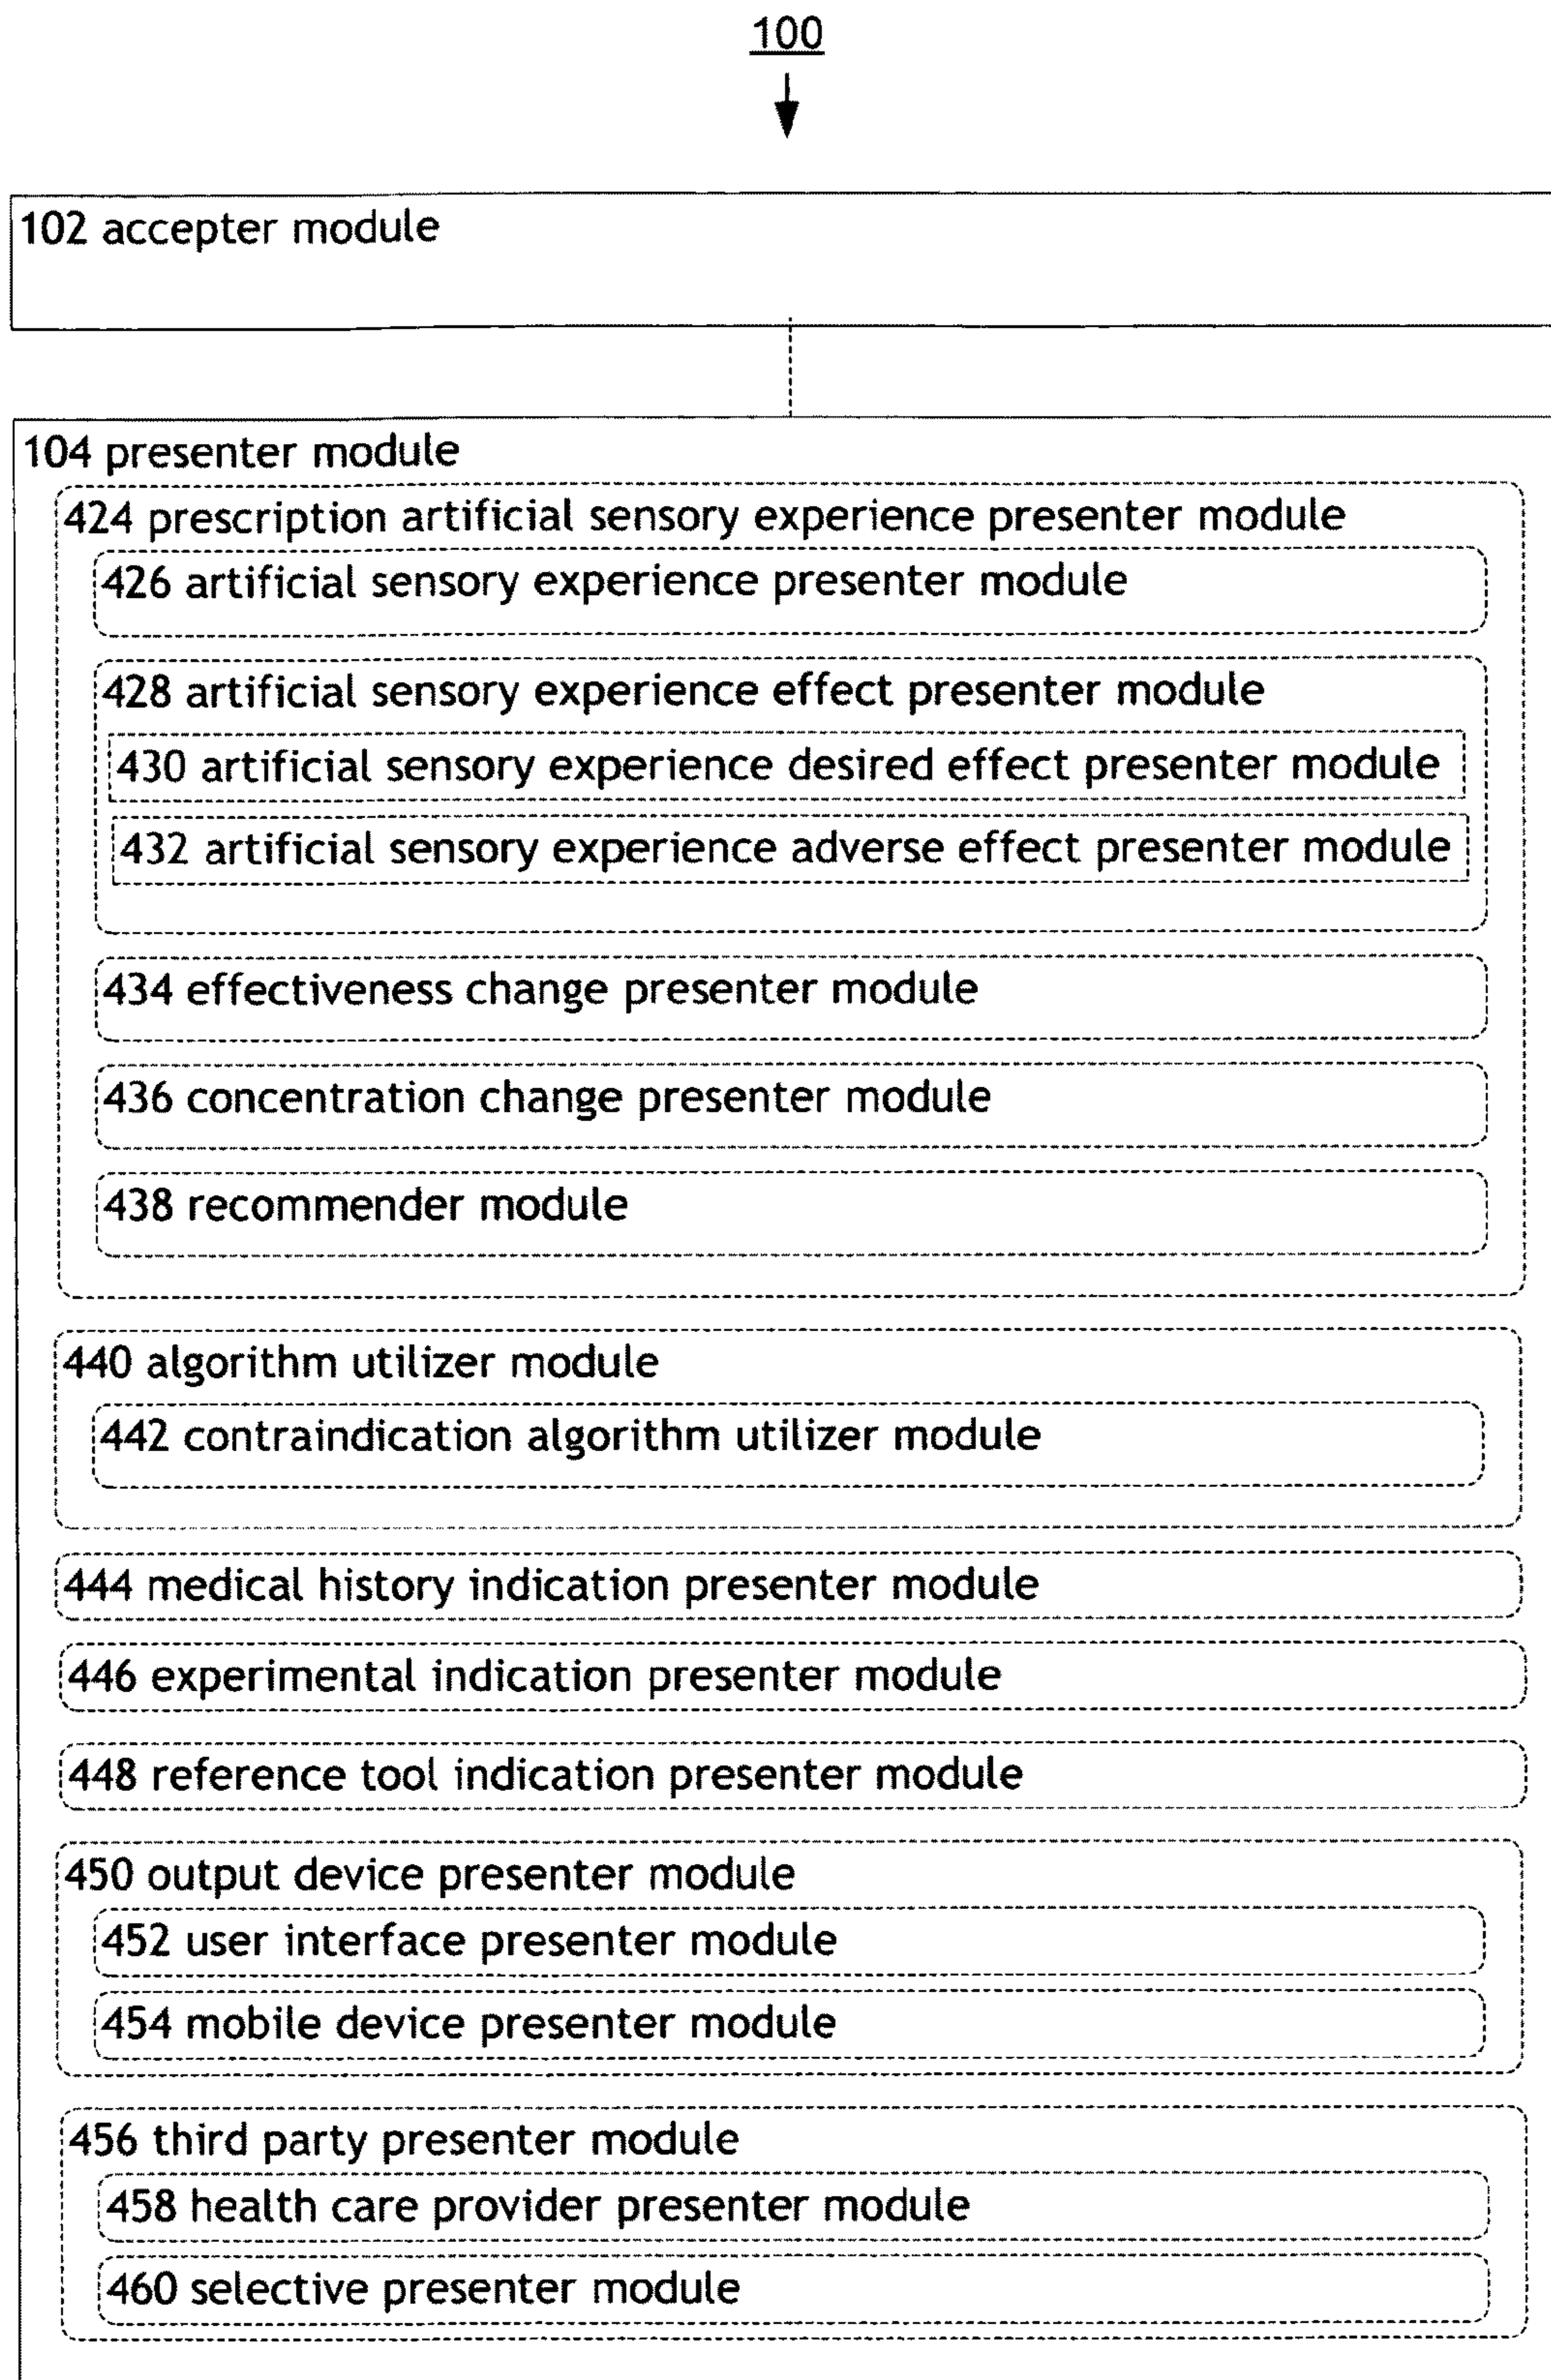 100
102 accepter module
104 presenter module
424 prescription artificial sensory experience presenter module
426 artificial sensory experience presenter module
428 artificial sensory experience effect presenter module
430 artificial sensory experience desired effect presenter module
432 artificial sensory experience adverse effect presenter module
434 effectiveness change presenter module
436 concentration change presenter module
438 recommender module
440 algorithm utilizer module
442 contraindication algorithm utilizer module
444 medical history indication presenter module
446 experimental indication presenter module
448 reference tool indication presenter module
450 output device presenter module
452 user interface presenter module
454 mobile device presenter module
456 third party presenter module
458 health care provider presenter module
460 selective presenter module